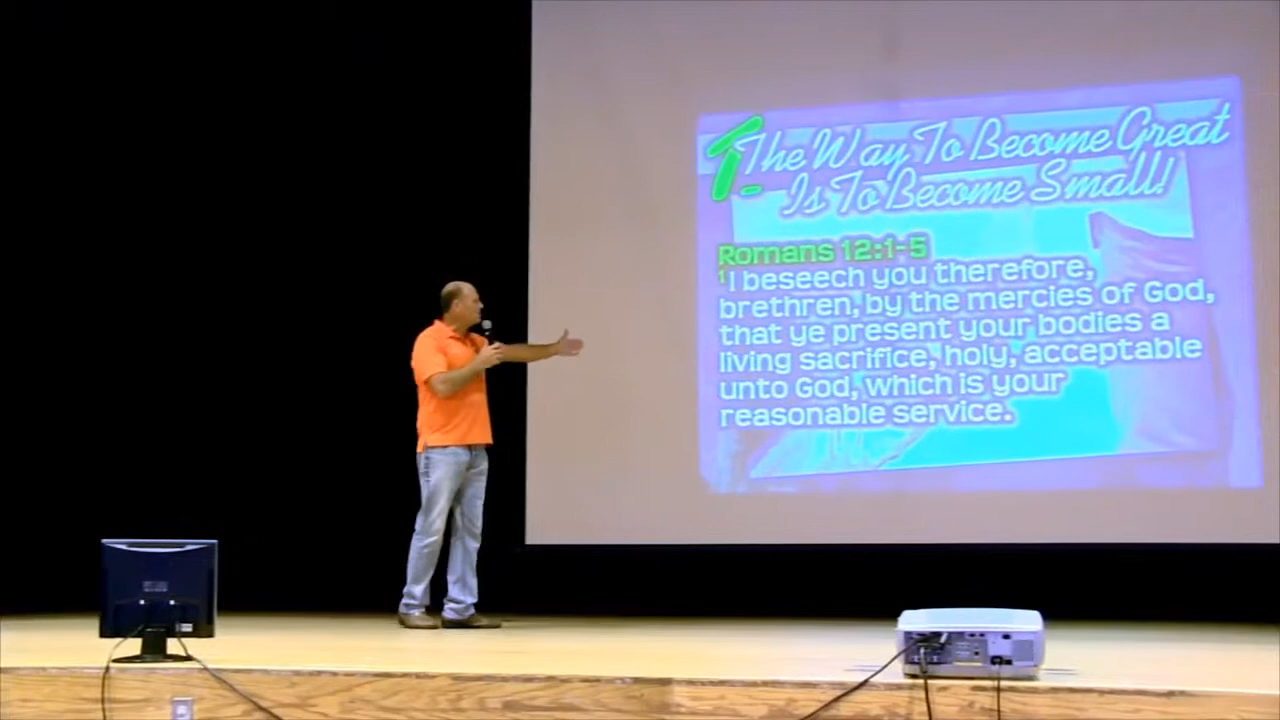 1- The Way To Become Great
Is To Become Small!
Romans 12:1-5
1 I beseech you therefore,
brethren, by the mercies of God,
that ye present your bodies a
living sacrifice, holy, acceptable
unto God, which is your
reasonable service.